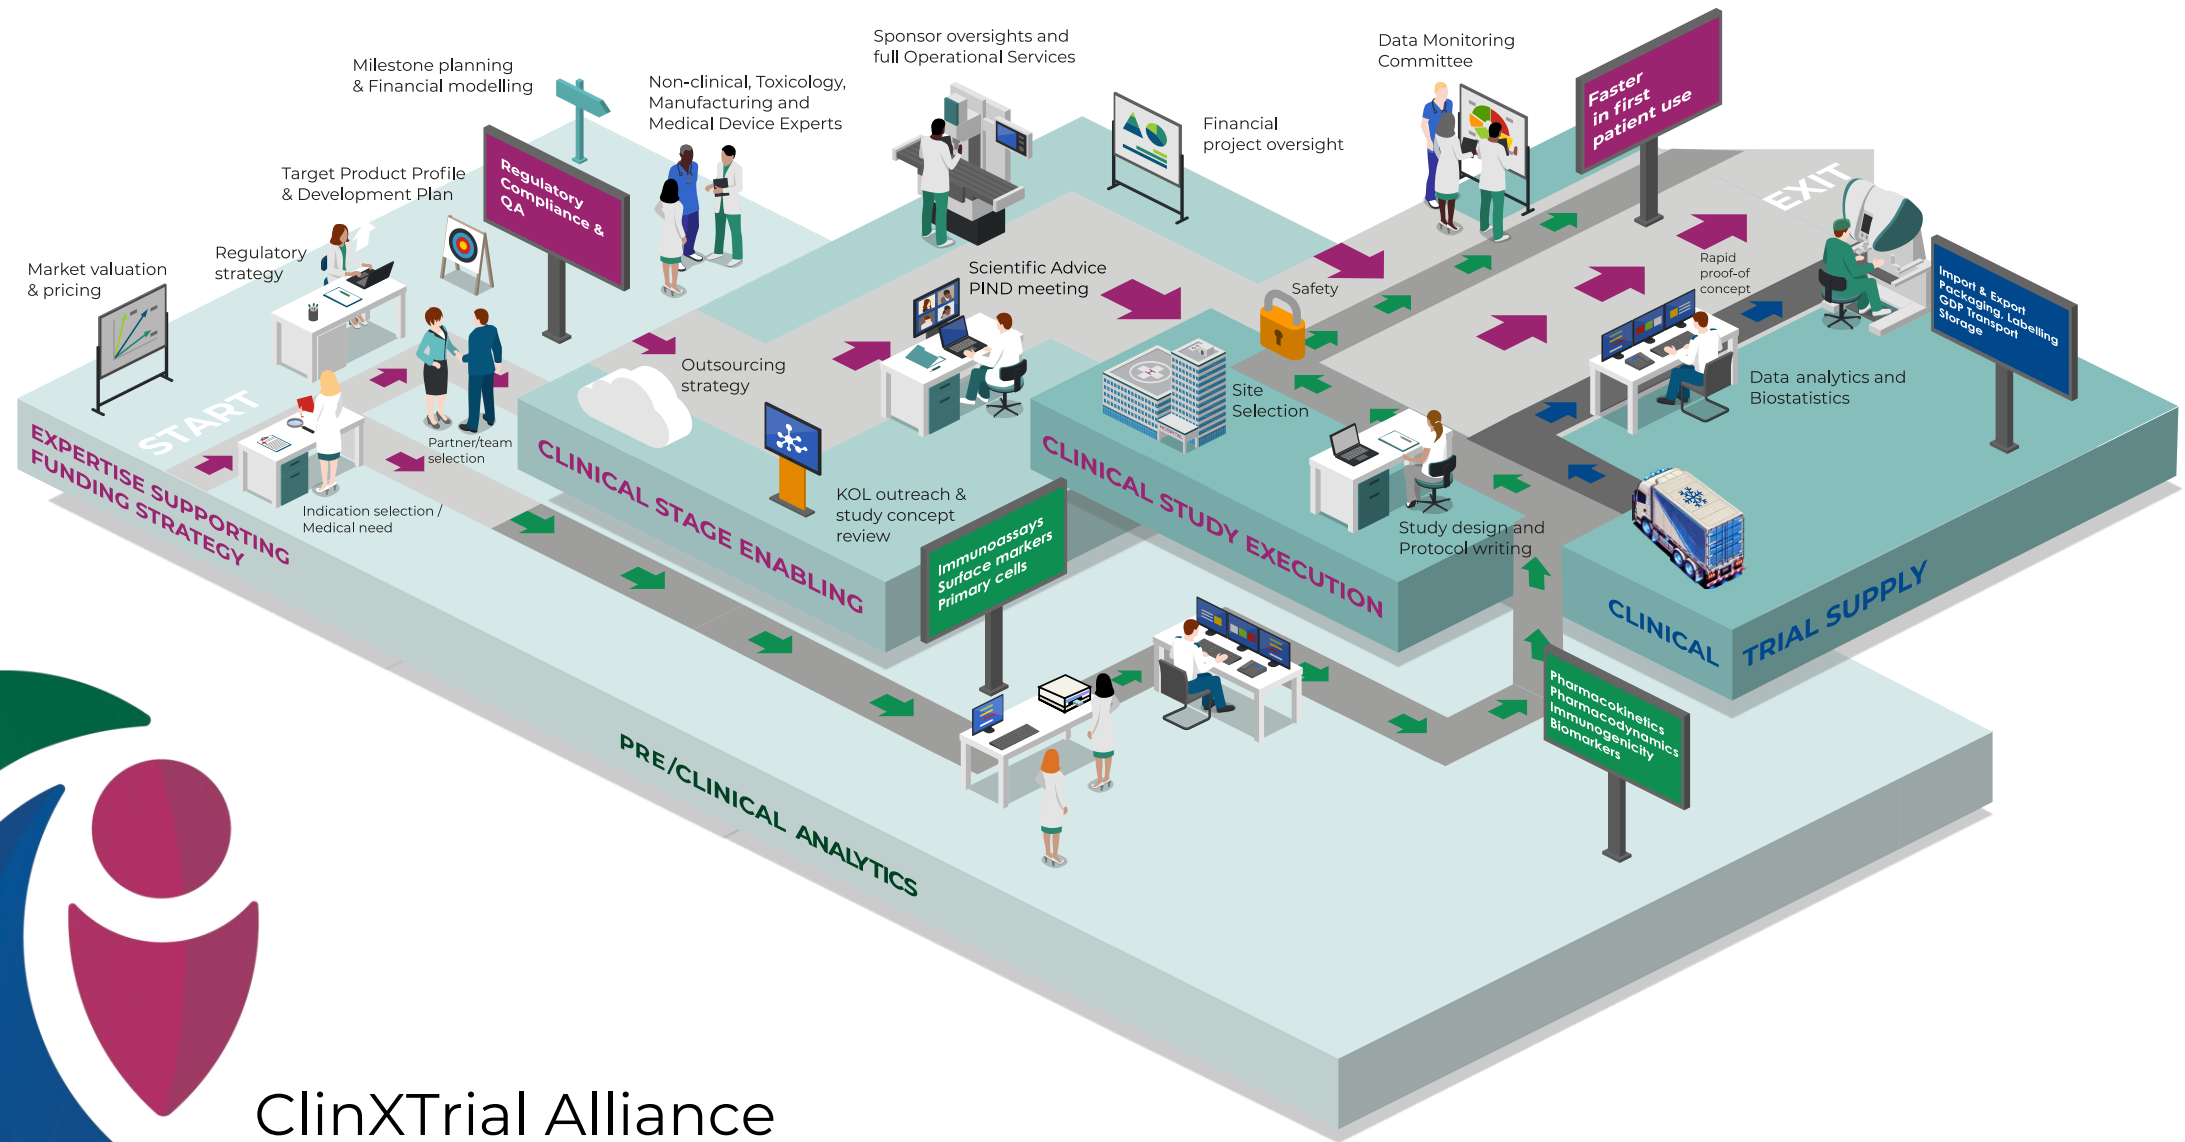 Sponsor oversights and
full Operational Services
Data Monitoring
Committee
Milestone planning
& Financial modelling
Non-clinical, Toxicology,
Manufacturing and
Medical Device Experts
Faster
in first
patient use
Financial
project oversight
Target Product Profile
& Development Plan
Regulatory
Compliance &
QA
EXIT
Regulatory
strategy
Market valuation
& pricing
Scientific Advice
PIND meeting
Safety
Rapid
proof-of
concept
Import & Export
Packaging, Labelling
GDP Transport
Storage
Outsourcing
strategy
Site
Selection
Data analytics and
Biostatistics
START
Partner/team
selection
Indication selection /
Medical need
EXPERTISE SUPPORTING
FUNDING STRATEGY
CLINICAL STAGE ENABLING
KOL outreach &
study concept
review
CLINICAL STUDY EXECUTION
HOSPITAL
H
Study design and
Protocol writing
Immunoassays
Surface markers
Primary cells
CLINICAL TRIAL SUPPLY
Pharmacokinetics
Pharmacodynamics
Immunogenicity
Biomarkers
PRE/CLINICAL ANALYTICS
ClinXTrial Alliance